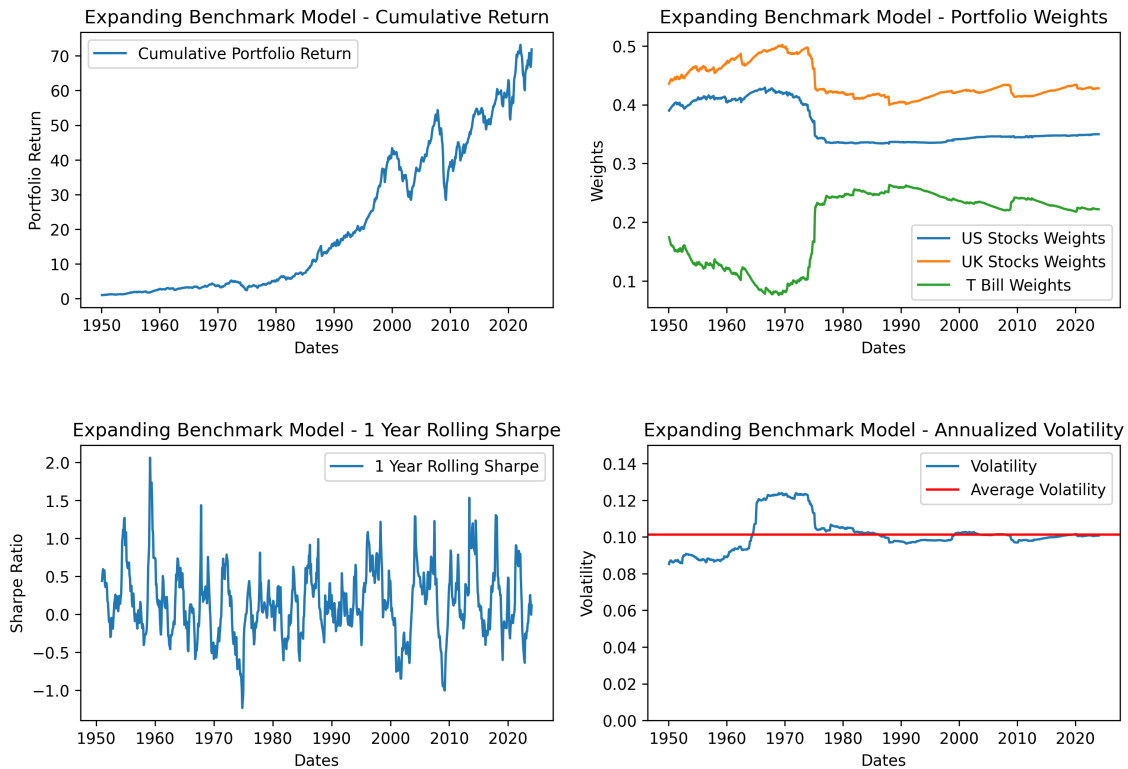 Expanding Benchmark Model - Cumulative Return
Cumulative Portfolio Return
Portfolio Return
70
60
50
40
30
20
10
0
1950 1960 1970 1980 1990 2000 2010 2020
Dates
Expanding Benchmark Model - Portfolio Weights
Weights
0.5
0.4
0.3
0.2
0.1
US Stocks Weights
UK Stocks Weights
T Bill Weights
1950 1960 1970 1980 1990 2000 2010 2020
Dates
Expanding Benchmark Model - 1 Year Rolling Sharpe
1 Year Rolling Sharpe
Sharpe Ratio
2.0
1.5
1.0
0.5
0.0
−0.5
−1.0
1950 1960 1970 1980 1990 2000 2010 2020
Dates
Expanding Benchmark Model - Annualized Volatility
Volatility
Average Volatility
Volatility
0.14
0.12
0.10
0.08
0.06
0.04
0.02
0.00
1950 1960 1970 1980 1990 2000 2010 2020
Dates